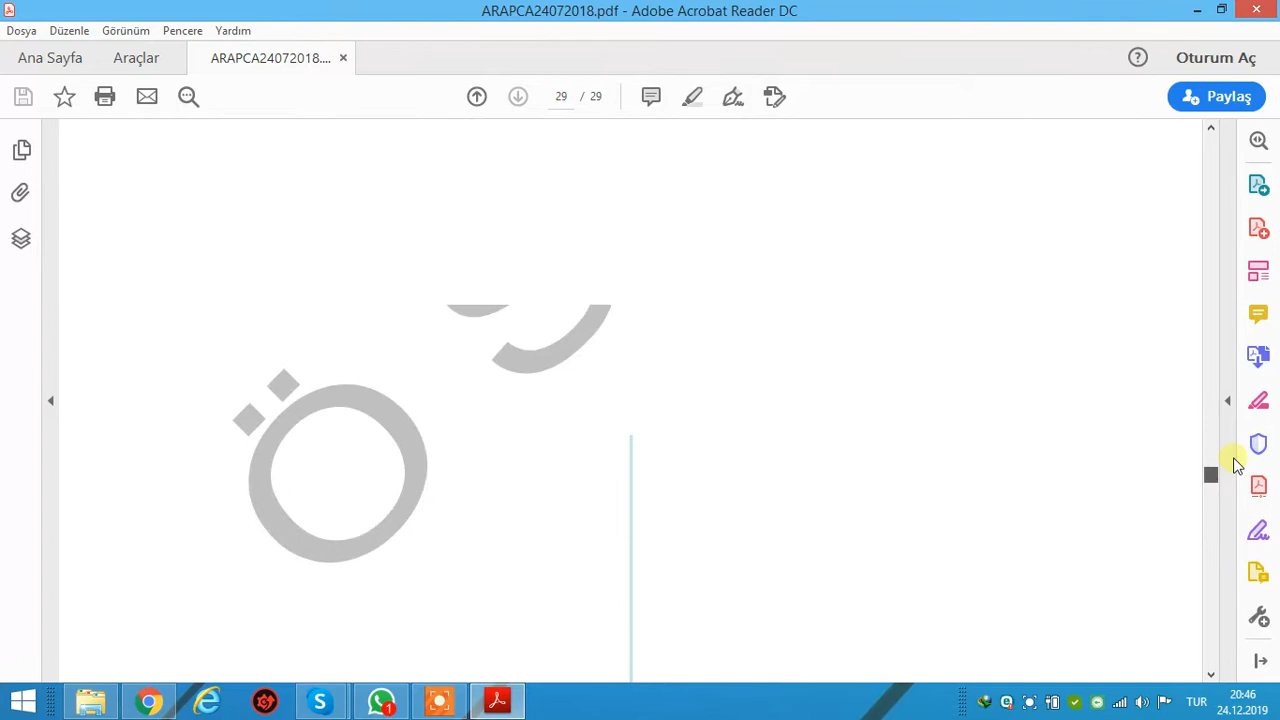 ARAPCA24072018.pdf - Adobe Acrobat Reader DC
Dosya Düzenle Görünüm Pencere Yardım
Ana Sayfa Araçlar ARAPCA24072018.... × ? Oturum Aç
29 / 29 Paylaş
Ö
1
TUR
20:46
24.12.2019